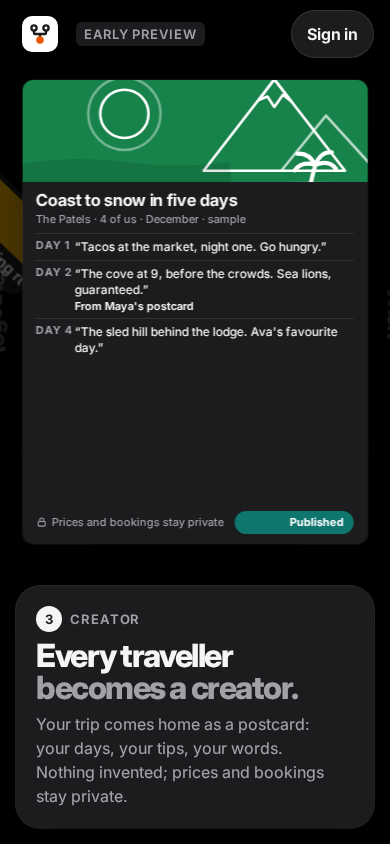 EARLY PREVIEW
Sign in
Coast to snow in five days
The Patels · 4 of us · December · sample
DAY 1 “Tacos at the market, night one. Go hungry.”
DAY 2 “The cove at 9, before the crowds. Sea lions,
guaranteed.”
From Maya's postcard
DAY 4 “The sled hill behind the lodge. Ava's favourite
day.”
Prices and bookings stay private
Published
3 CREATOR
Every traveller
becomes a creator.
Your trip comes home as a postcard:
your days, your tips, your words.
Nothing invented; prices and bookings
stay private.